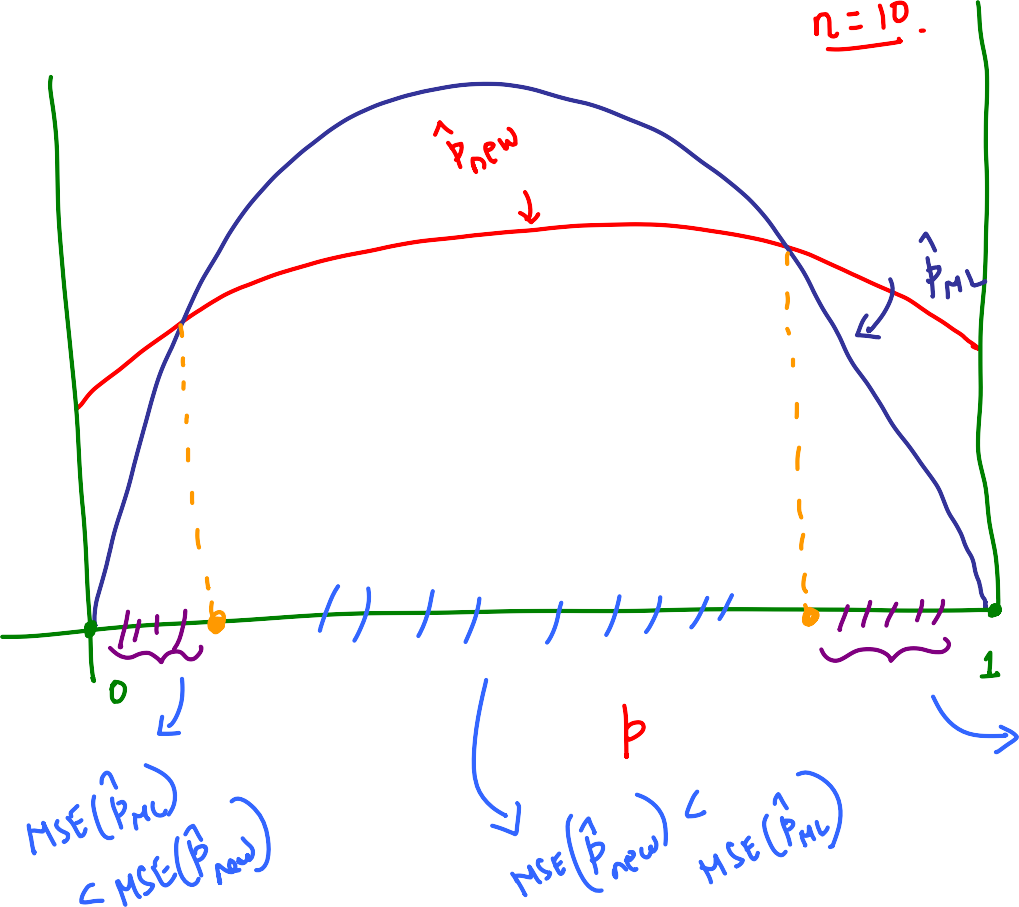 n = 10.
p̂new
p̂ML
0
1
p
MSE(p̂ML)
< MSE(p̂new)
MSE(p̂new) <
MSE(p̂ML)